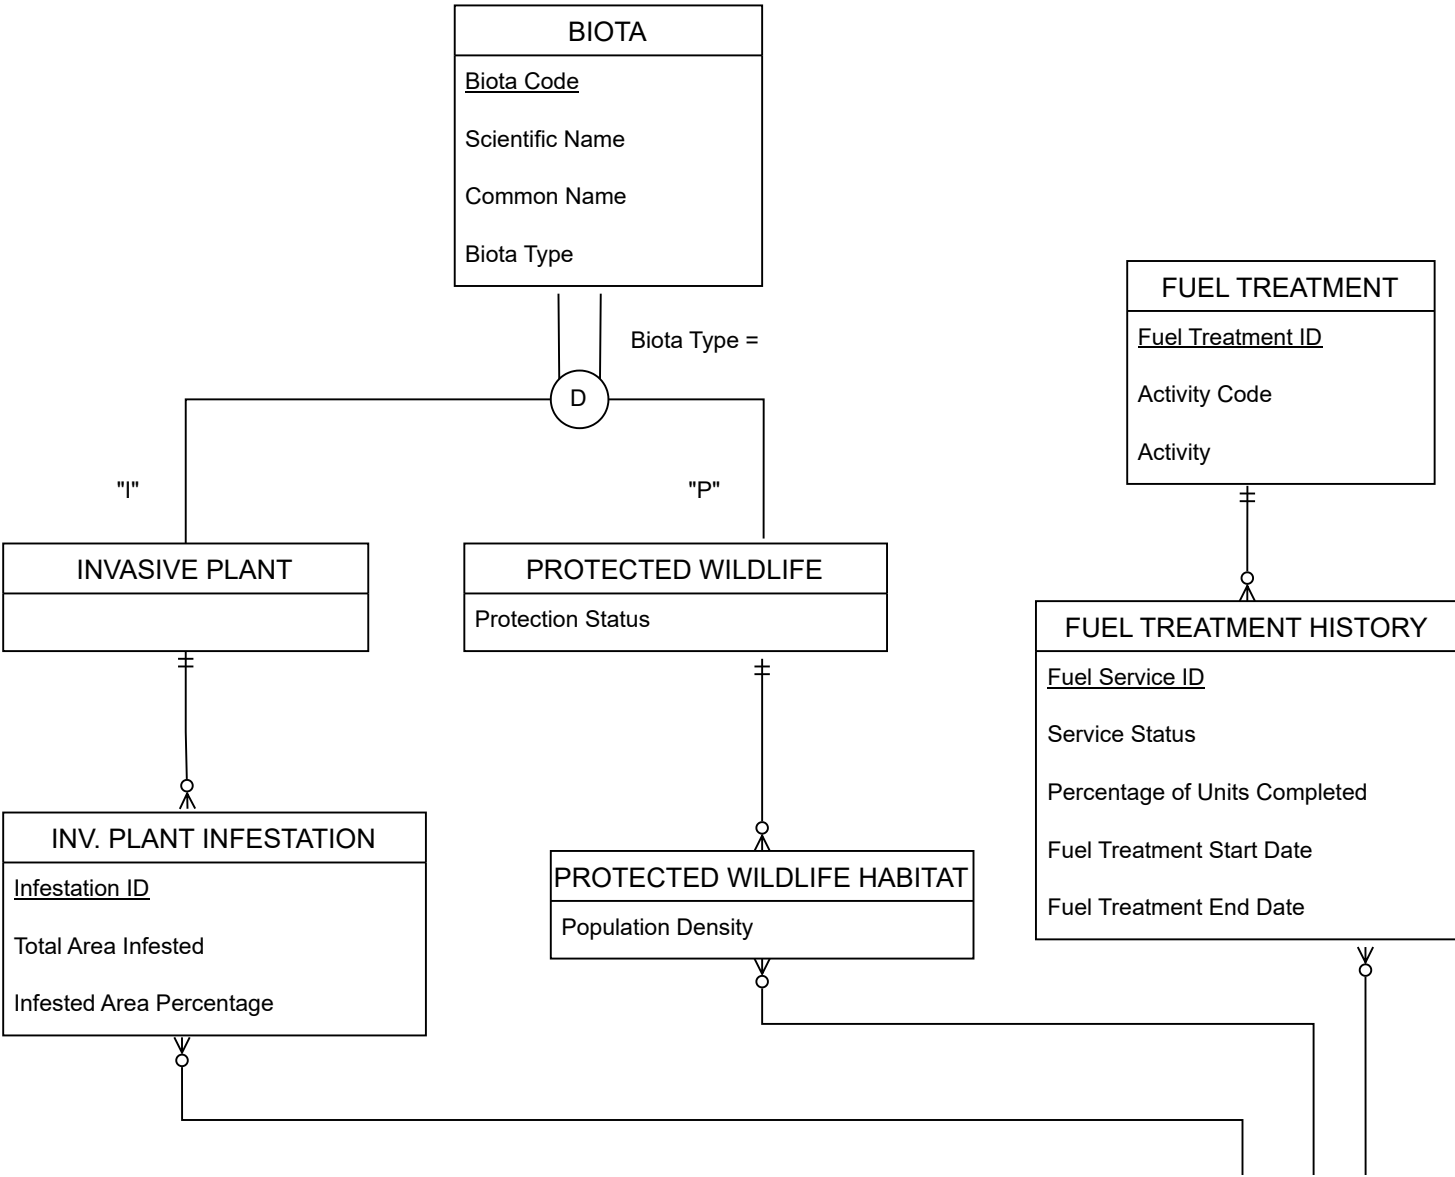 BIOTA
Biota Code
Scientific Name
Common Name
Biota Type
Biota Type =
D
"I"
"P"
FUEL TREATMENT
Fuel Treatment ID
Activity Code
Activity
INVASIVE PLANT
PROTECTED WILDLIFE
Protection Status
FUEL TREATMENT HISTORY
Fuel Service ID
Service Status
Percentage of Units Completed
Fuel Treatment Start Date
Fuel Treatment End Date
INV. PLANT INFESTATION
Infestation ID
Total Area Infested
Infested Area Percentage
PROTECTED WILDLIFE HABITAT
Population Density